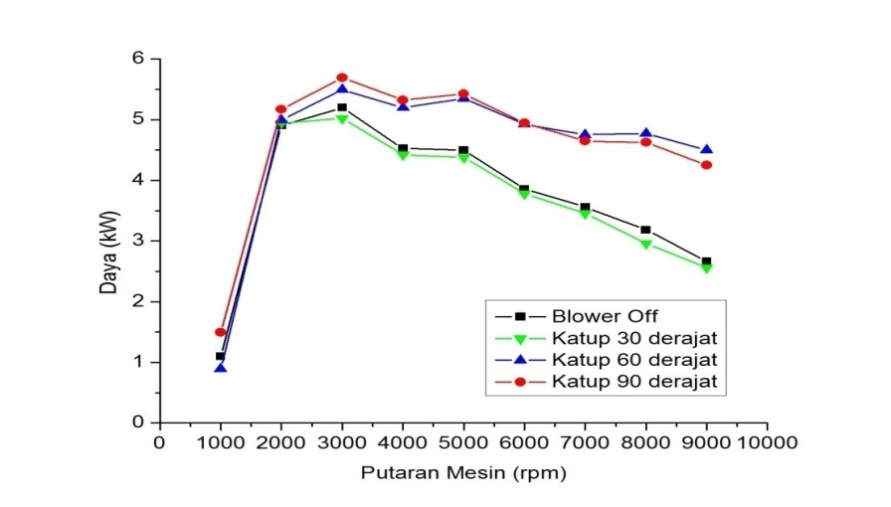 6
5
4
3
2
1
0
Daya (kW)
0 1000 2000 3000 4000 5000 6000 7000 8000 9000 10000
Putaran Mesin (rpm)
Blower Off
Katup 30 derajat
Katup 60 derajat
Katup 90 derajat